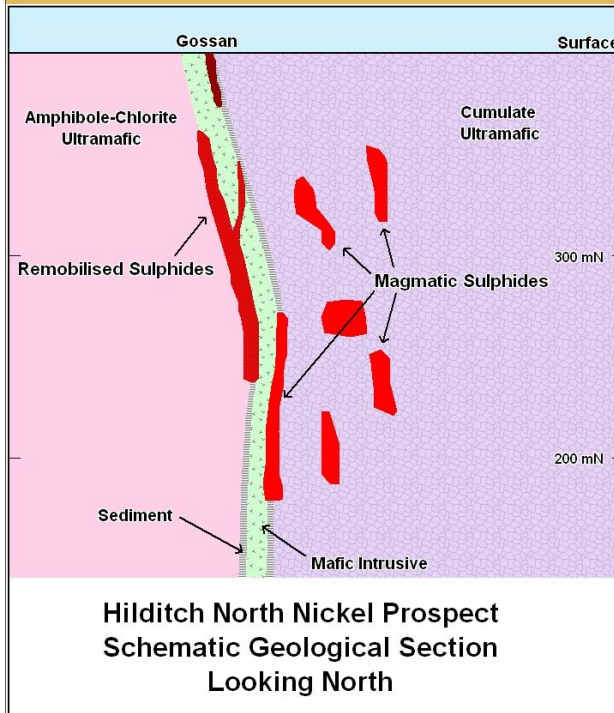 Gossan
Surface
Amphibole-Chlorite
Ultramafic
Cumulate
Ultramafic
300 mN
Remobilised Sulphides
Magmatic Sulphides
200 mN
Sediment
Mafic Intrusive
Hilditch North Nickel Prospect
Schematic Geological Section
Looking North